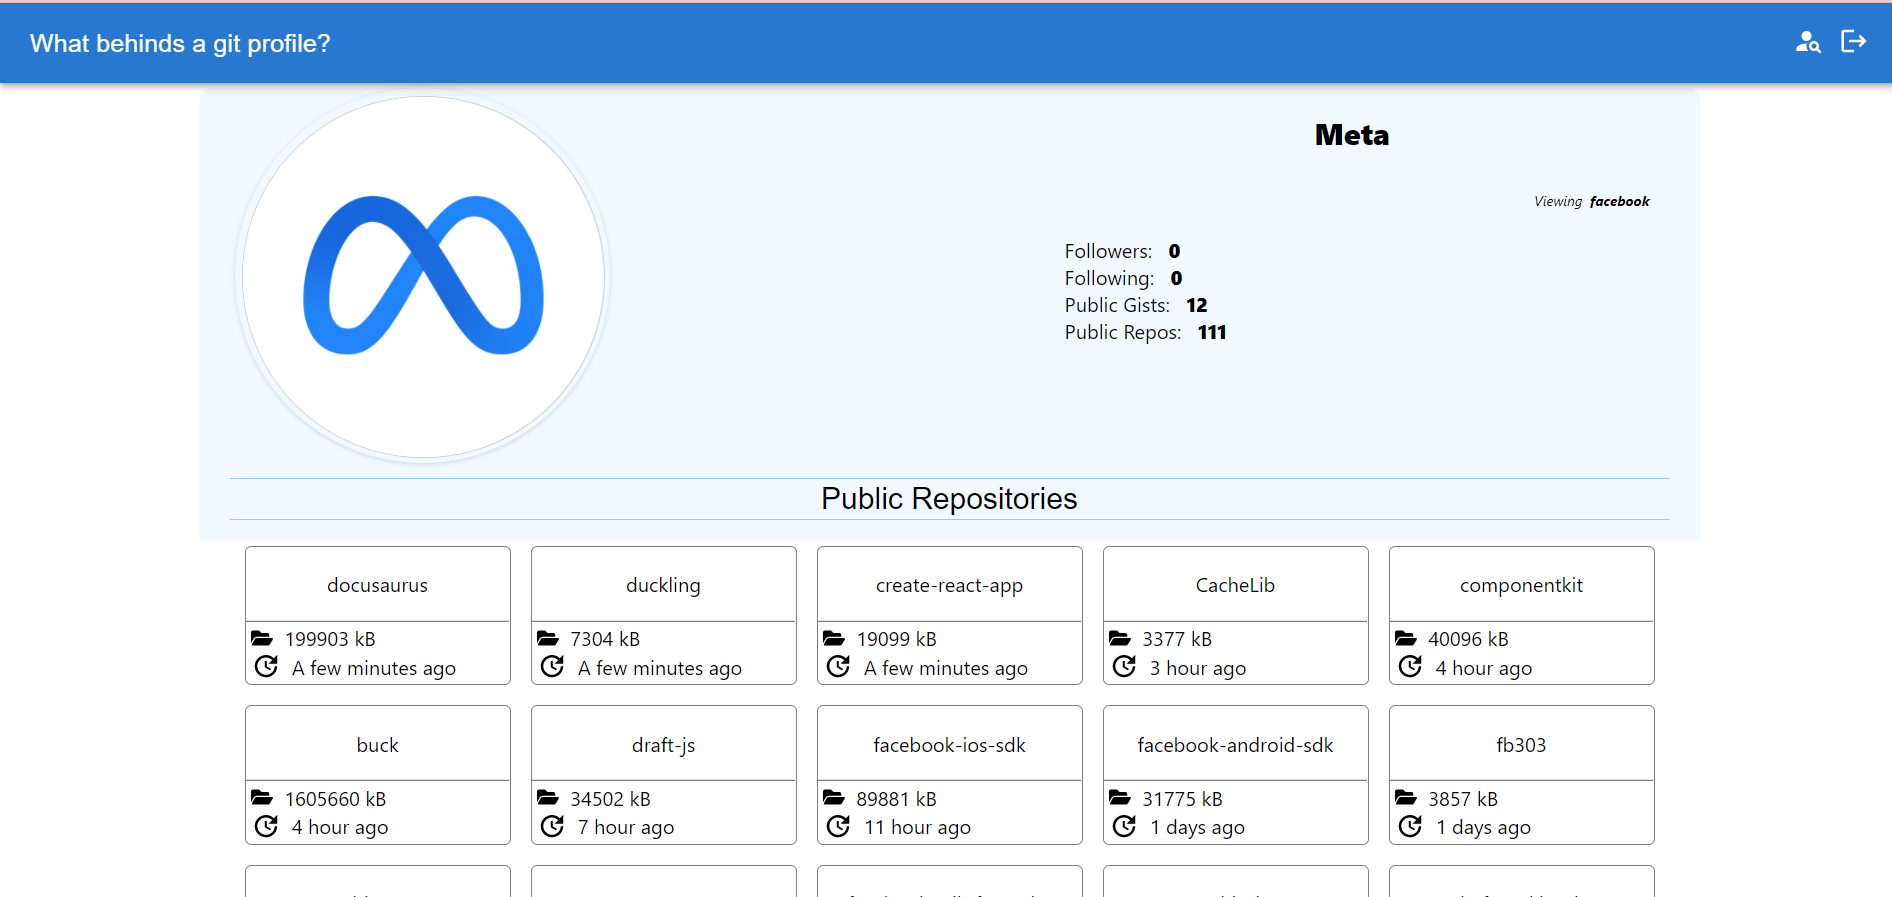 What behinds a git profile?
Meta
Viewing facebook
Followers: 0
Following: 0
Public Gists: 12
Public Repos: 111
Public Repositories
docusaurus
199903 kB
A few minutes ago
duckling
7304 kB
A few minutes ago
create-react-app
19099 kB
A few minutes ago
CacheLib
3377 kB
3 hour ago
componentkit
40096 kB
4 hour ago
buck
1605660 kB
4 hour ago
draft-js
34502 kB
7 hour ago
facebook-ios-sdk
89881 kB
11 hour ago
facebook-android-sdk
31775 kB
1 days ago
fb303
3857 kB
1 days ago